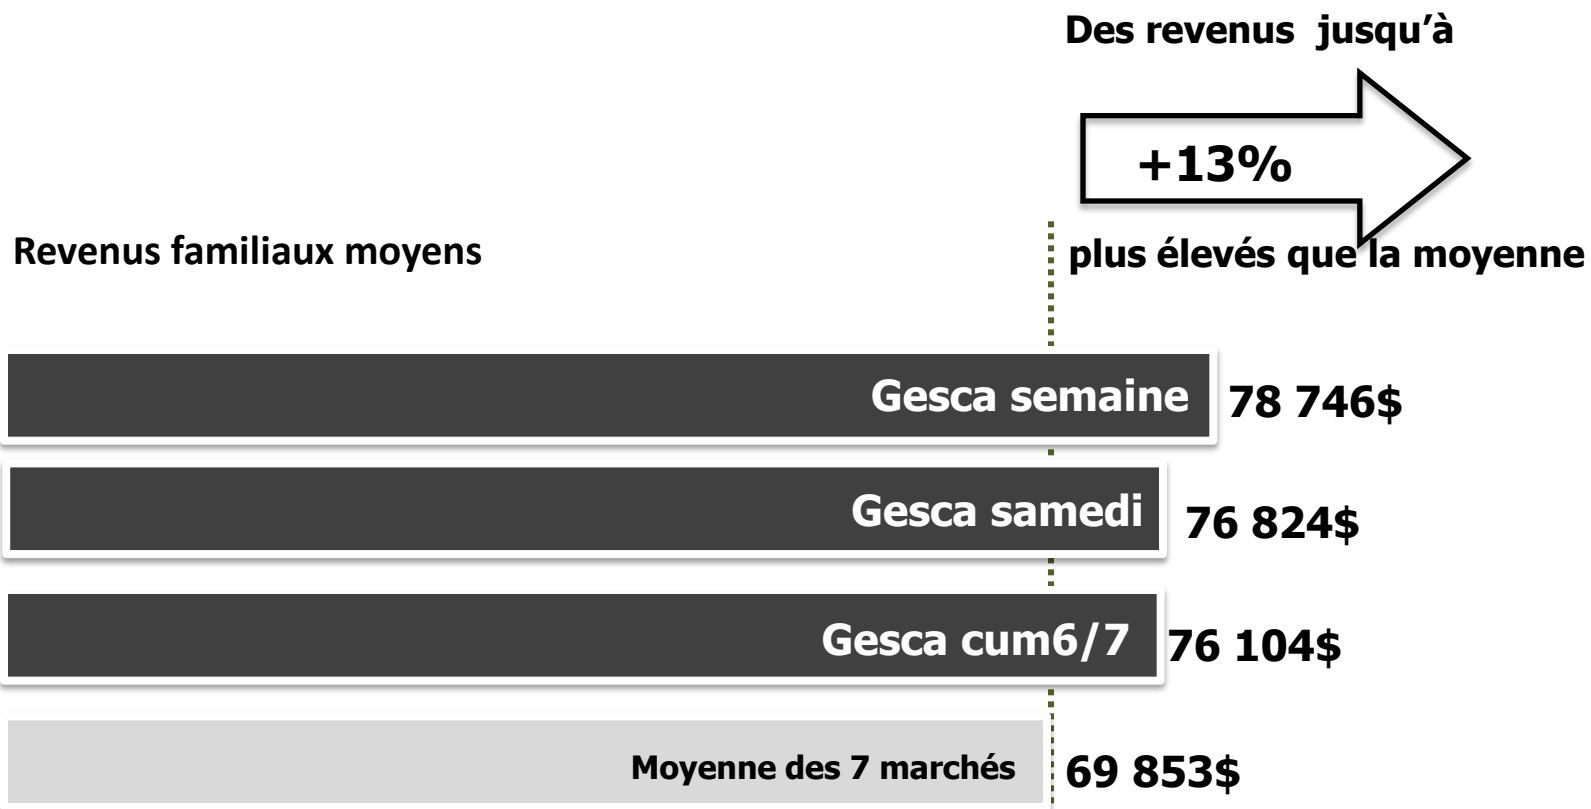 Des revenus jusqu’à
+13%
Revenus familiaux moyens
plus élevés que la moyenne
Gesca semaine 78 746$
Gesca samedi 76 824$
Gesca cum6/7 76 104$
Moyenne des 7 marchés 69 853$